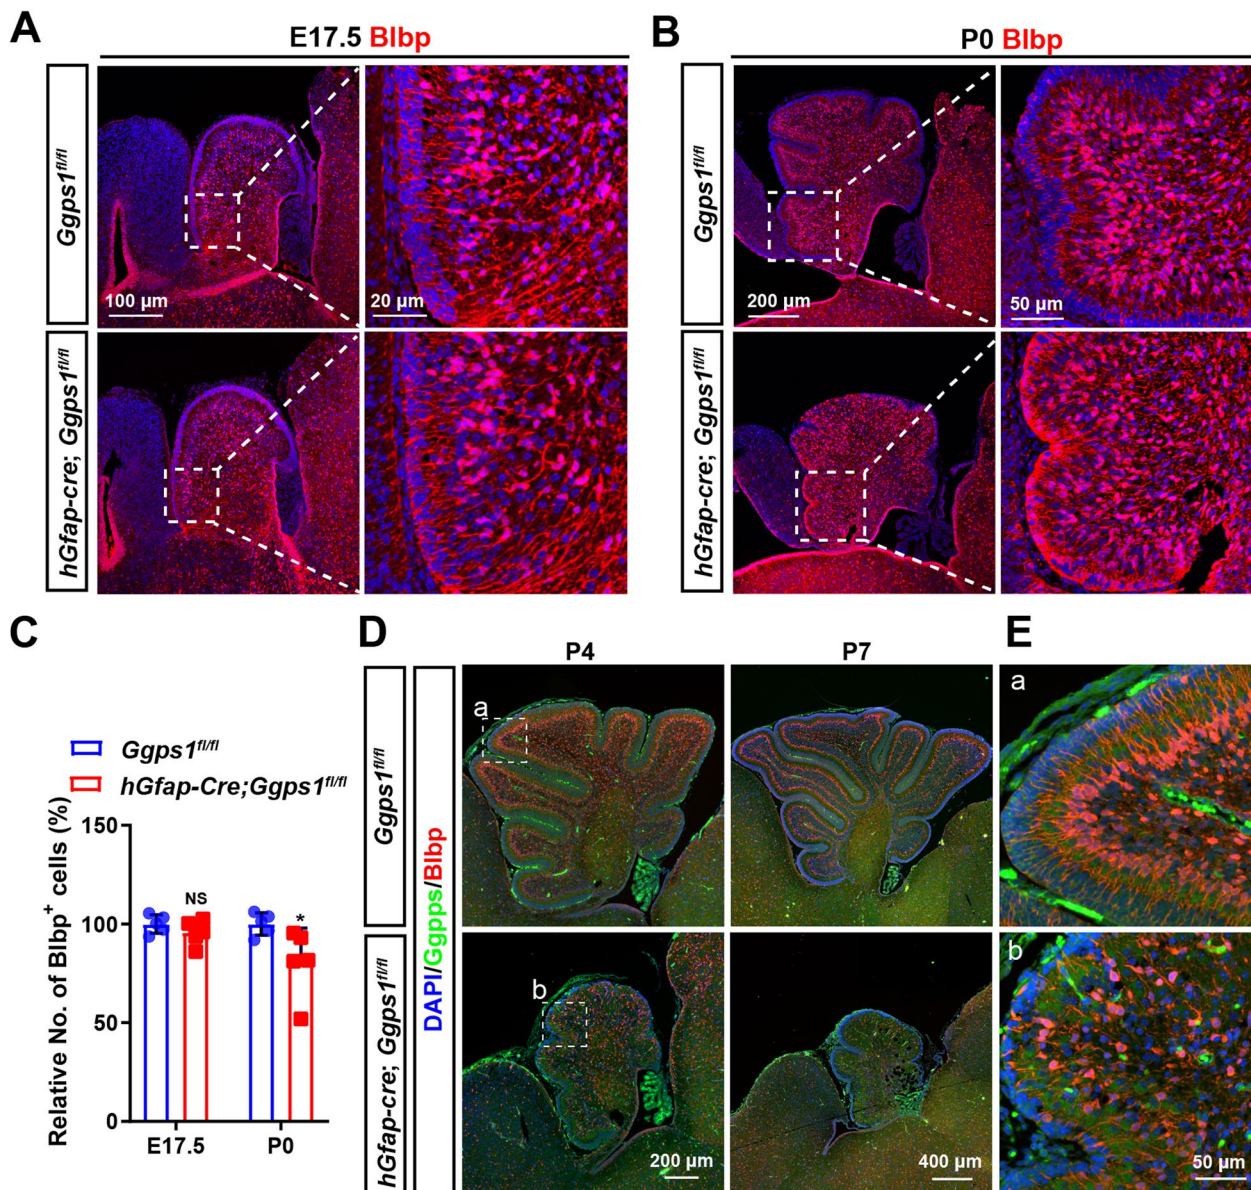 A
E17.5 Blbp
Ggps1fl/fl
100 µm
20 µm
hGfap-cre; Ggps1fl/fl
B
P0 Blbp
Ggps1fl/fl
200 µm
50 µm
hGfap-cre; Ggps1fl/fl
C
Ggps1fl/fl
hGfap-Cre;Ggps1fl/fl
Relative No. of Blbp+ cells (%)
150
100
50
0
NS
*
E17.5
P0
D
P4
P7
DAPI/Ggpps/Blbp
Ggps1fl/fl
a
hGfap-cre; Ggps1fl/fl
b
200 µm
400 µm
E
a
b
50 µm